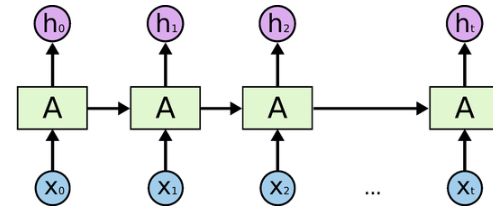 h₀ h₁ h₂ hₜ
A A A A
x₀ x₁ x₂ ... xₜ